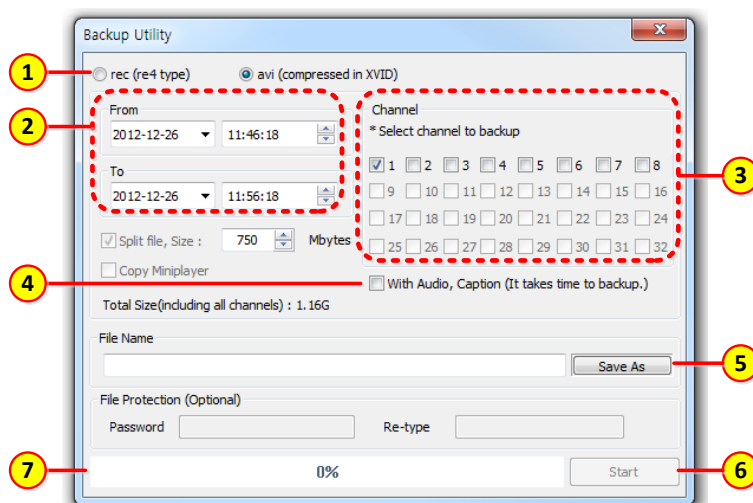 Backup Utility
1
rec (re4 type) avi (compressed in XVID)
2
From
2012-12-26 11:46:18
To
2012-12-26 11:56:18
Channel
* Select channel to backup
1 2 3 4 5 6 7 8
9 10 11 12 13 14 15 16
17 18 19 20 21 22 23 24
25 26 27 28 29 30 31 32
3
Split file, Size : 750 Mbytes
Copy Miniplayer
4
With Audio, Caption (It takes time to backup.)
Total Size(including all channels) : 1.16G
File Name
Save As
5
File Protection (Optional)
Password Re-type
7
0%
Start
6